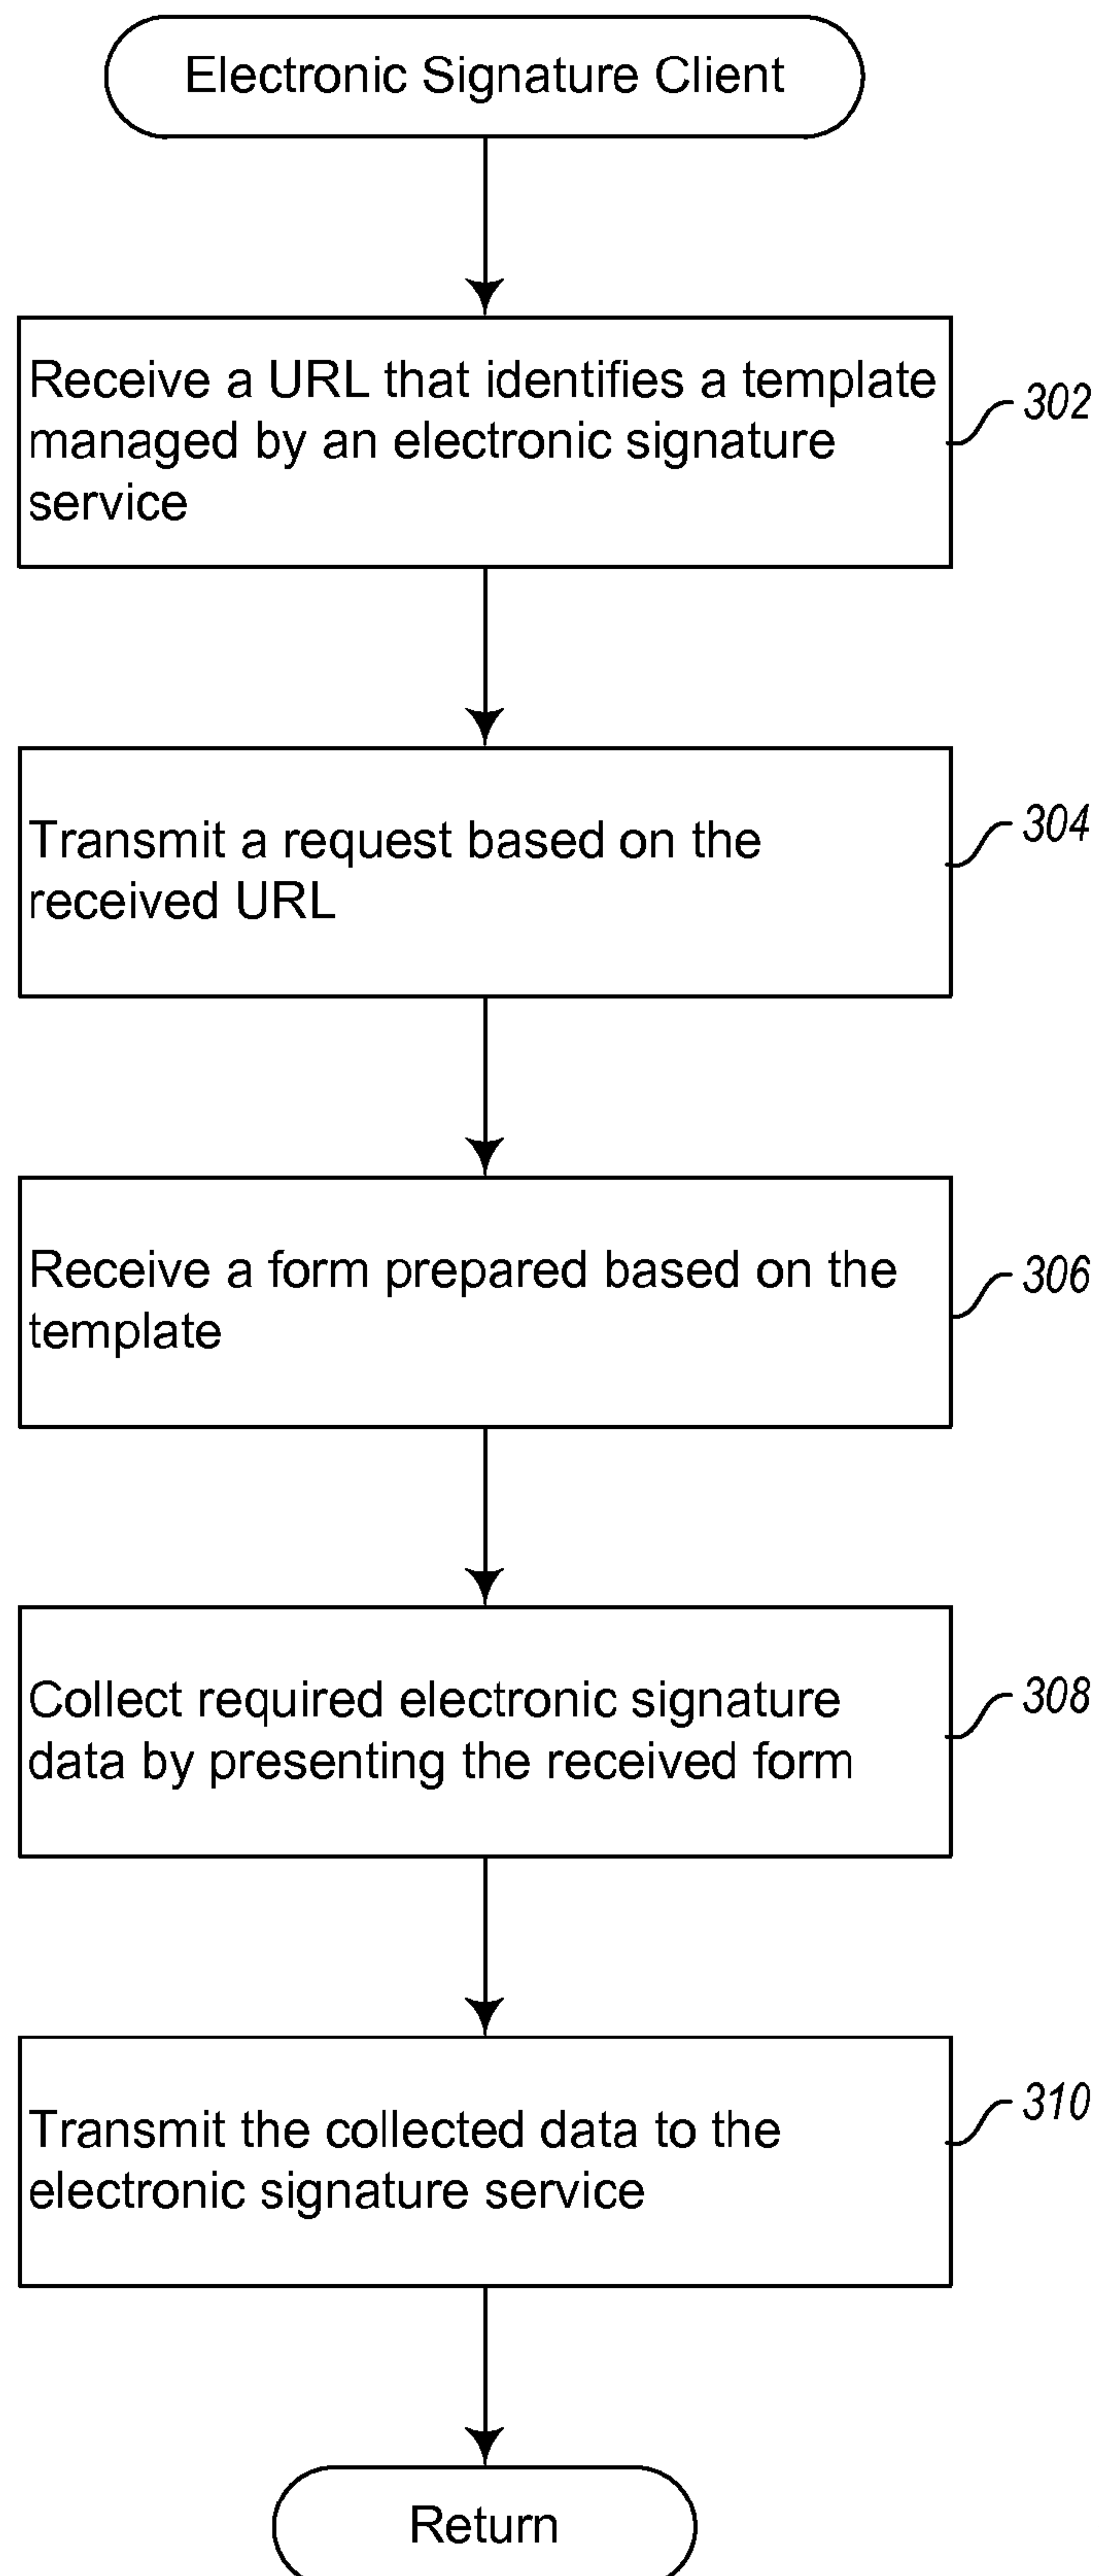 Electronic Signature Client
Receive a URL that identifies a template
managed by an electronic signature
service
302
Transmit a request based on the
received URL
304
Receive a form prepared based on the
template
306
Collect required electronic signature
data by presenting the received form
308
Transmit the collected data to the
electronic signature service
310
Return